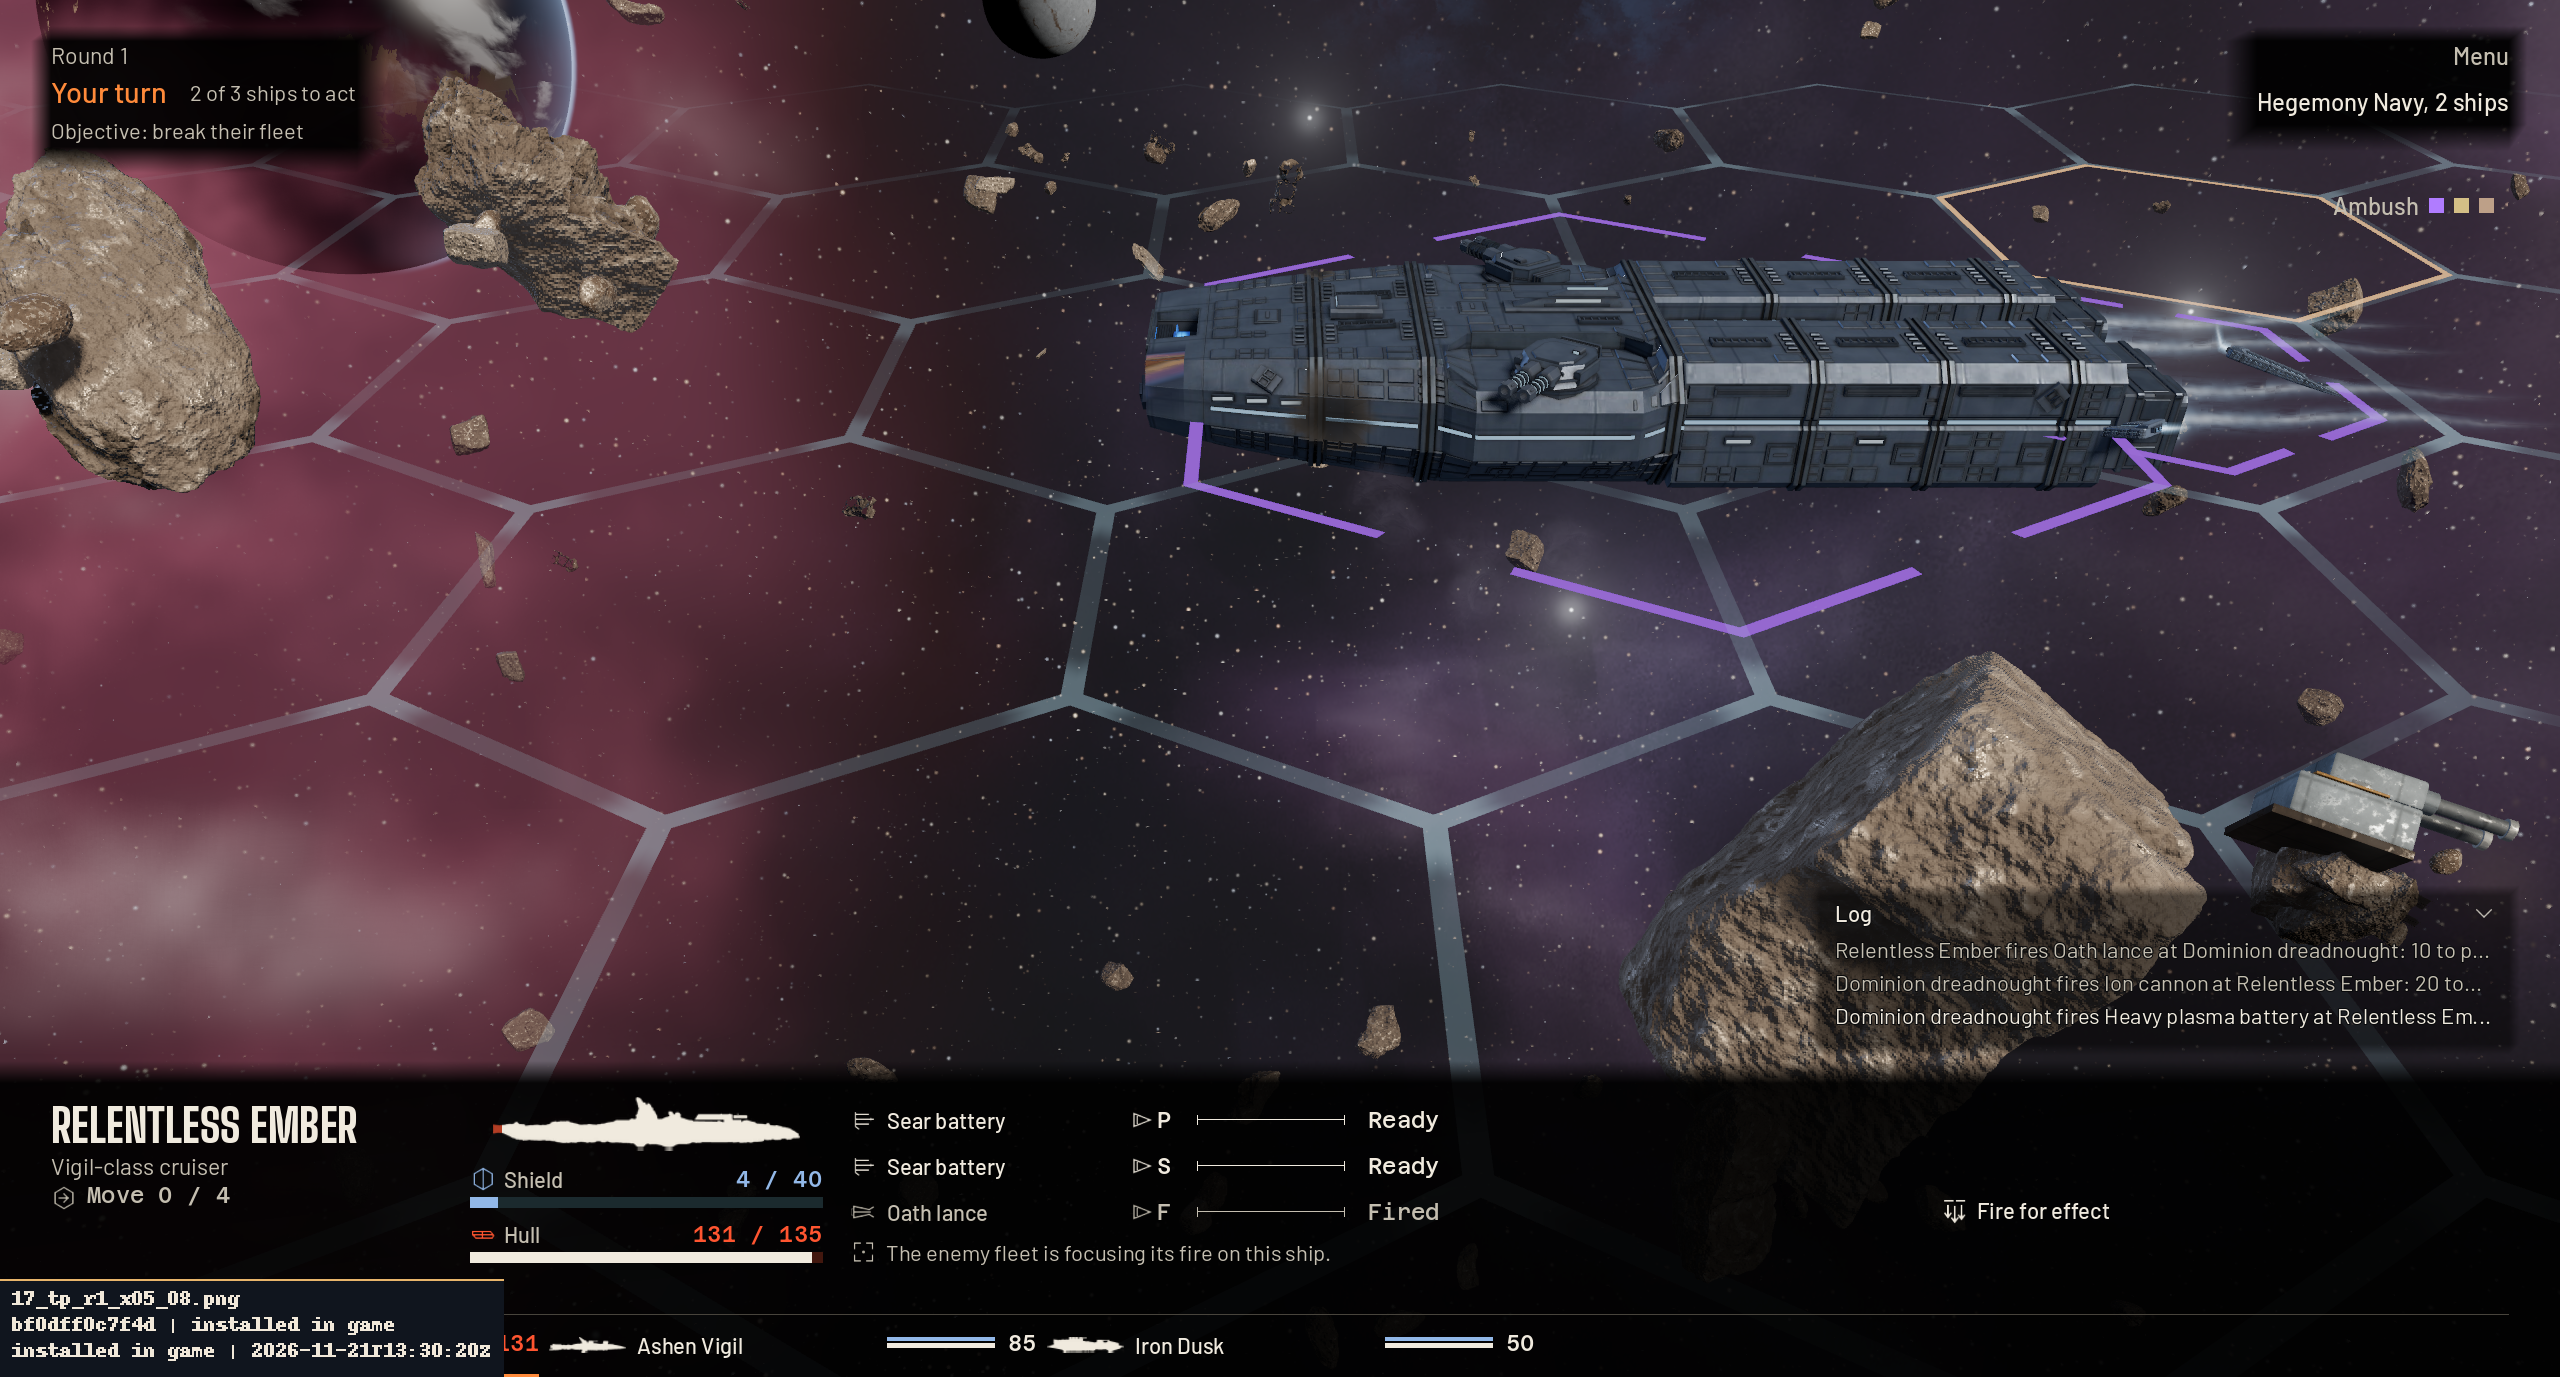 Round 1
Your turn 2 of 3 ships to act
Objective: break their fleet
Menu
Hegemony Navy, 2 ships
Ambush
Log
Relentless Ember fires Oath lance at Dominion dreadnought: 10 to p...
Dominion dreadnought fires Ion cannon at Relentless Ember: 20 to...
Dominion dreadnought fires Heavy plasma battery at Relentless Em...
RELENTLESS EMBER
Vigil-class cruiser
Move 0 / 4
Shield 4 / 40
Hull 131 / 135
Sear battery P Ready
Sear battery S Ready
Oath lance F Fired
The enemy fleet is focusing its fire on this ship.
Fire for effect
131 Ashen Vigil 85 Iron Dusk 50
17_tp_r1_x05_08.png
bf0dff0c7f4d | installed in game
installed in game | 2026-11-21T13:30:20Z